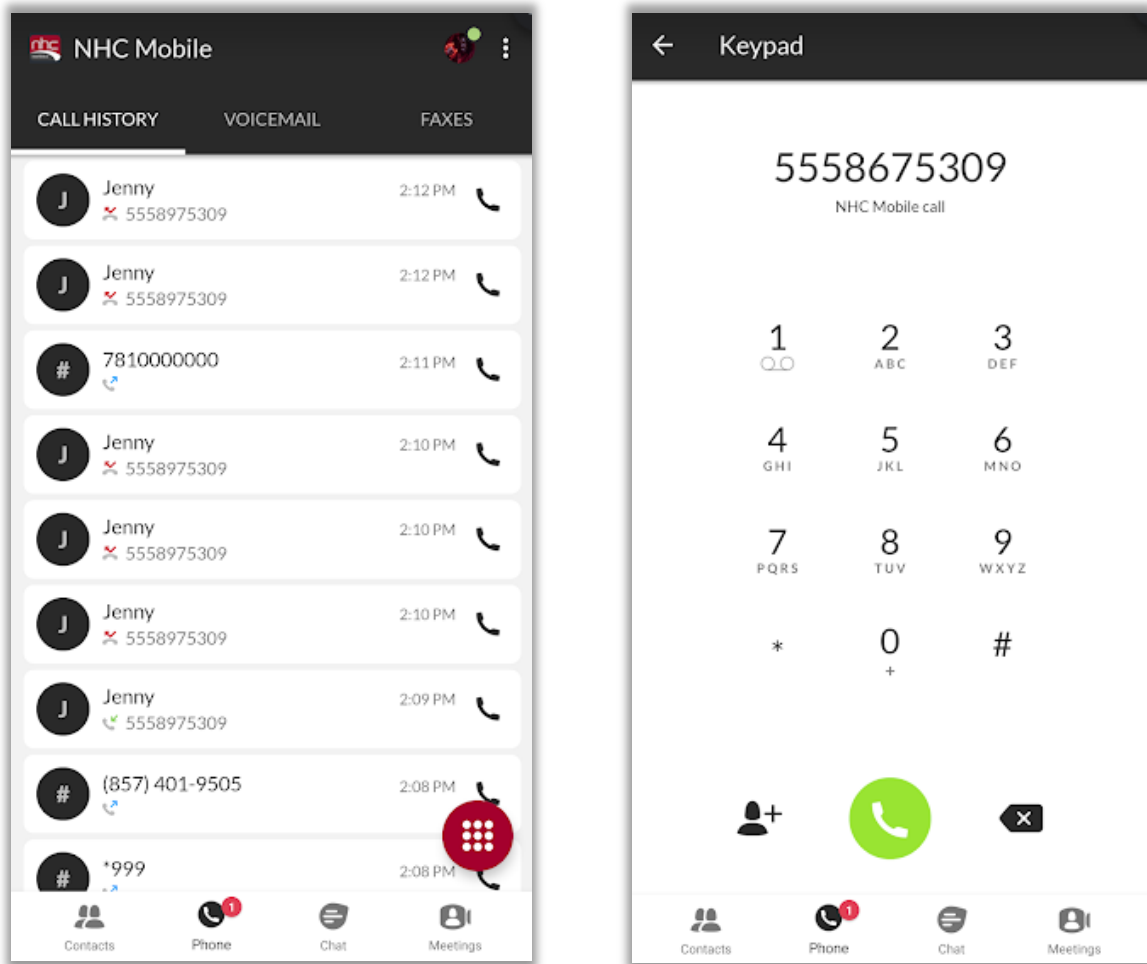 nhc NHC Mobile
CALL HISTORY VOICEMAIL FAXES
J Jenny 2:12 PM
5558975309
J Jenny 2:12 PM
5558975309
# 7810000000 2:11 PM
J Jenny 2:10 PM
5558975309
J Jenny 2:10 PM
5558975309
J Jenny 2:10 PM
5558975309
J Jenny 2:09 PM
5558975309
# (857) 401-9505 2:08 PM
# *999 2:08 PM
1
Contacts Phone Chat Meetings
Keypad
5558675309
NHC Mobile call
1 2 3
ABC DEF
4 5 6
GHI JKL MNO
7 8 9
PQRS TUV WXYZ
* 0 #
+
1
Contacts Phone Chat Meetings